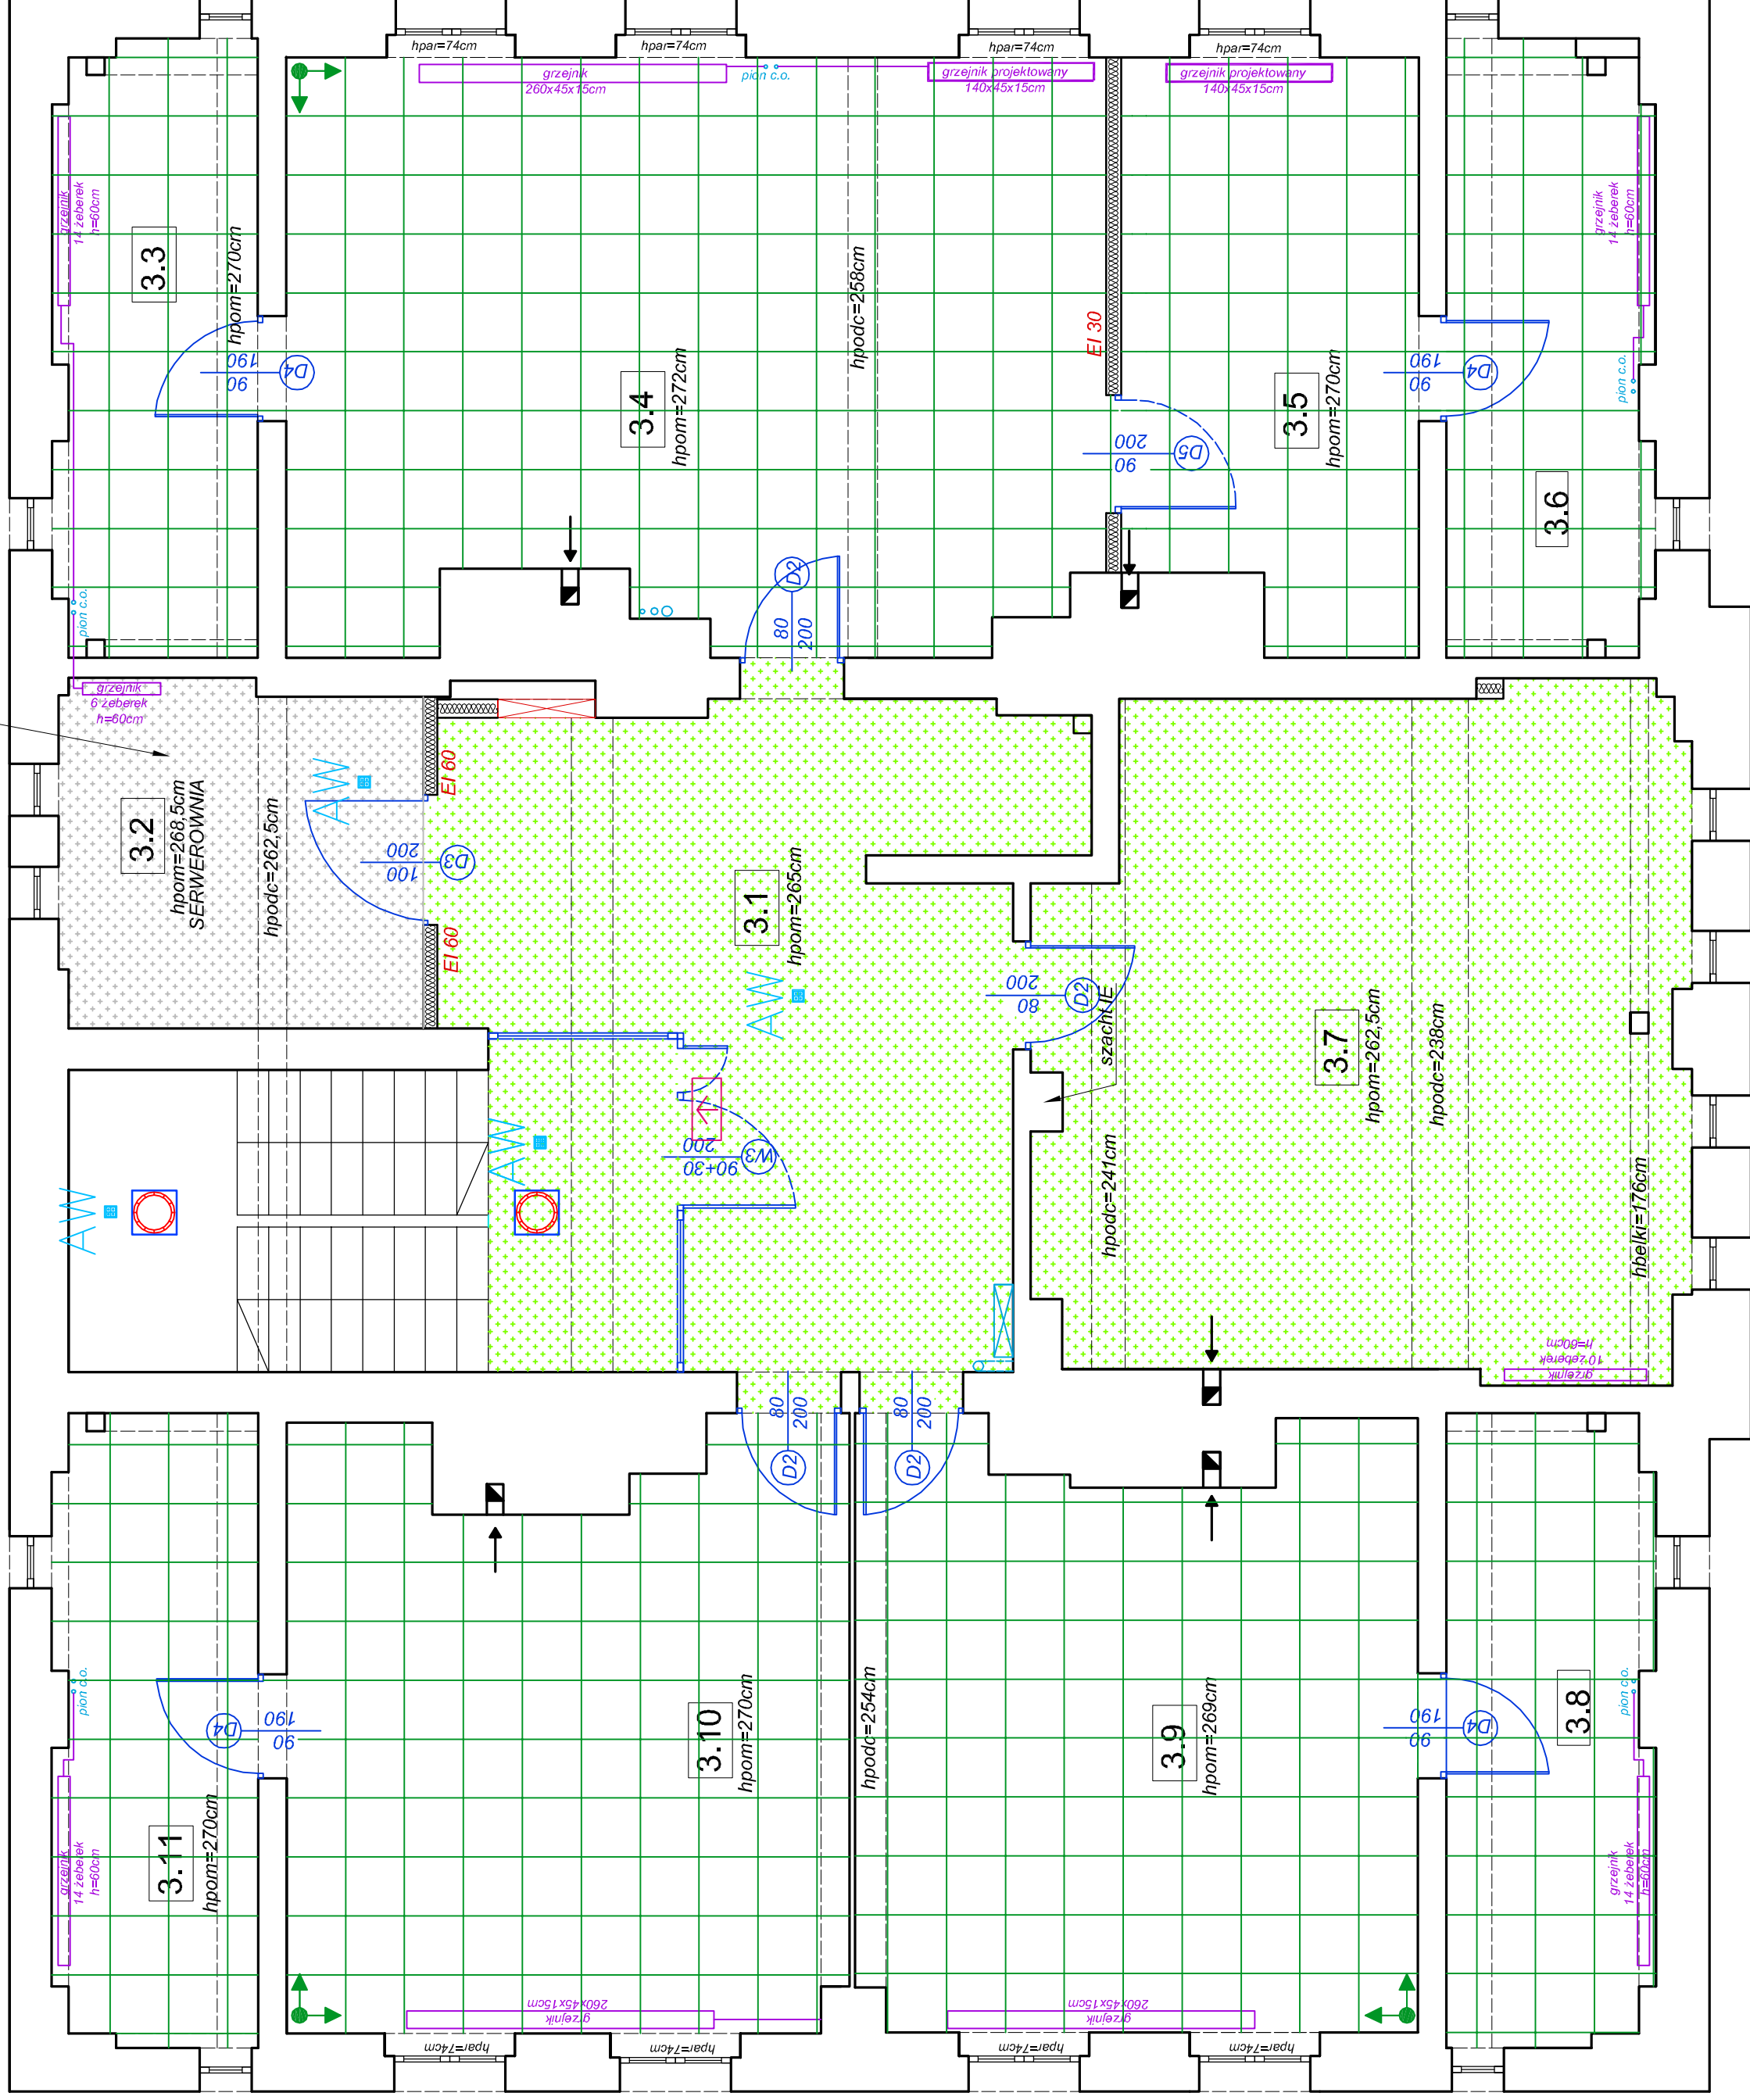 hpar=74cm
hpar=74cm
hpar=74cm
hpar=74cm
grzejnik
260x45x15cm
pion c.o.
grzejnik projektowany
140x45x15cm
grzejnik projektowany
140x45x15cm
grzejnik
14 żeberek
h=60cm
3.3
hpom=270cm
90
190
D4
3.4
hpom=272cm
hpodc=258cm
EI 30
90
200
D5
3.5
hpom=270cm
90
190
D4
grzejnik
14 żeberek
h=60cm
pion c.o.
3.6
pion c.o.
D2
80
200
grzejnik
6 żeberek
h=60cm
3.2
hpom=268,5cm
SERWEROWNIA
hpodc=262,5cm
AW
EI 60
100
200
D3
EI 60
3.1
hpom=265cm
AW
80
200
D2
szacht IE
3.7
hpom=262,5cm
hpodc=238cm
hpodc=241cm
hbelki=176cm
AW
AW
90+30
200
W3
grzejnik
10 żeberek
h=60cm
80
200
D2
80
200
D2
pion c.o.
90
190
D4
3.11
hpom=270cm
grzejnik
14 żeberek
h=60cm
3.10
hpom=270cm
hpodc=254cm
3.9
hpom=269cm
90
190
D4
3.8
pion c.o.
grzejnik
14 żeberek
h=60cm
grzejnik
260x45x15cm
grzejnik
260x45x15cm
hpar=74cm
hpar=74cm
hpar=74cm
hpar=74cm